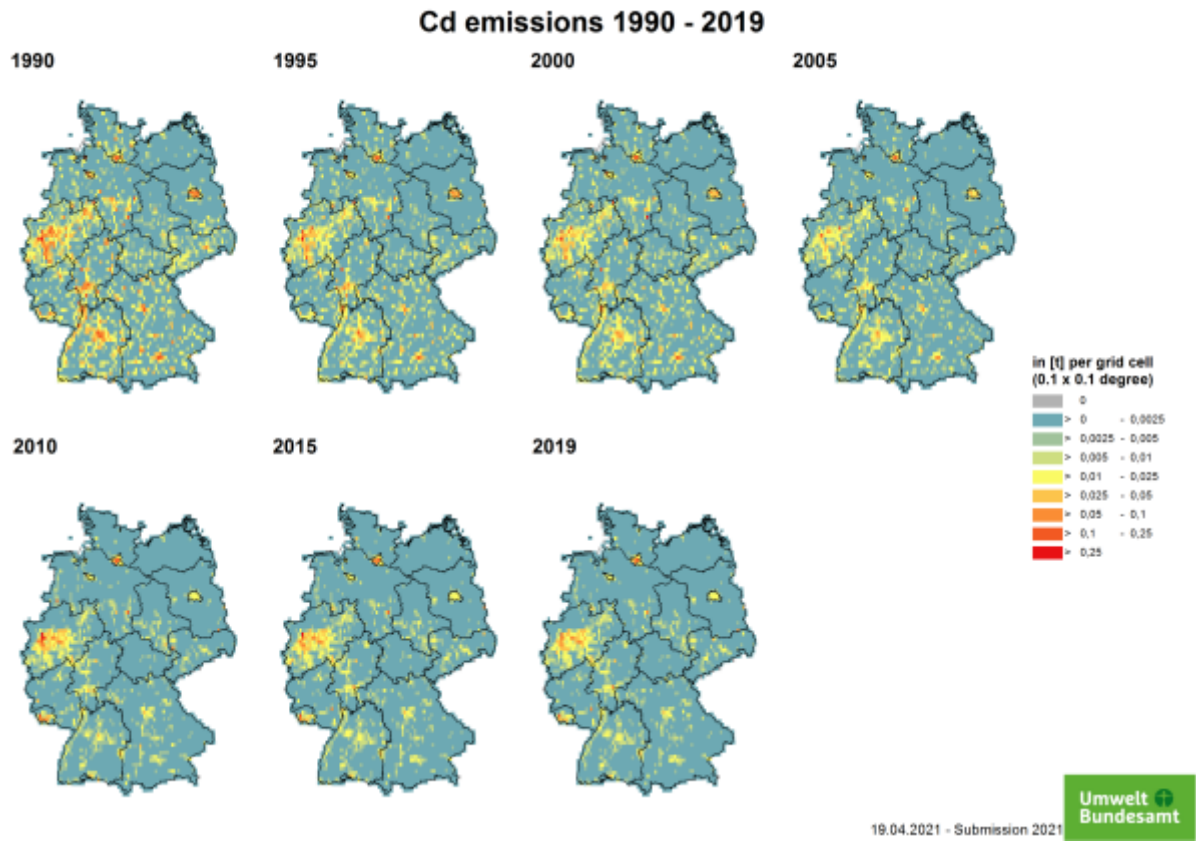 Cd emissions 1990 - 2019
1990
1995
2000
2005
2010
2015
2019
in [t] per grid cell
(0.1 x 0.1 degree)
0
> 0 - 0,0025
> 0,0025 - 0,005
> 0,005 - 0,01
> 0,01 - 0,025
> 0,025 - 0,05
> 0,05 - 0,1
> 0,1 - 0,25
> 0,25
19.04.2021 - Submission 2021
Umwelt
Bundesamt